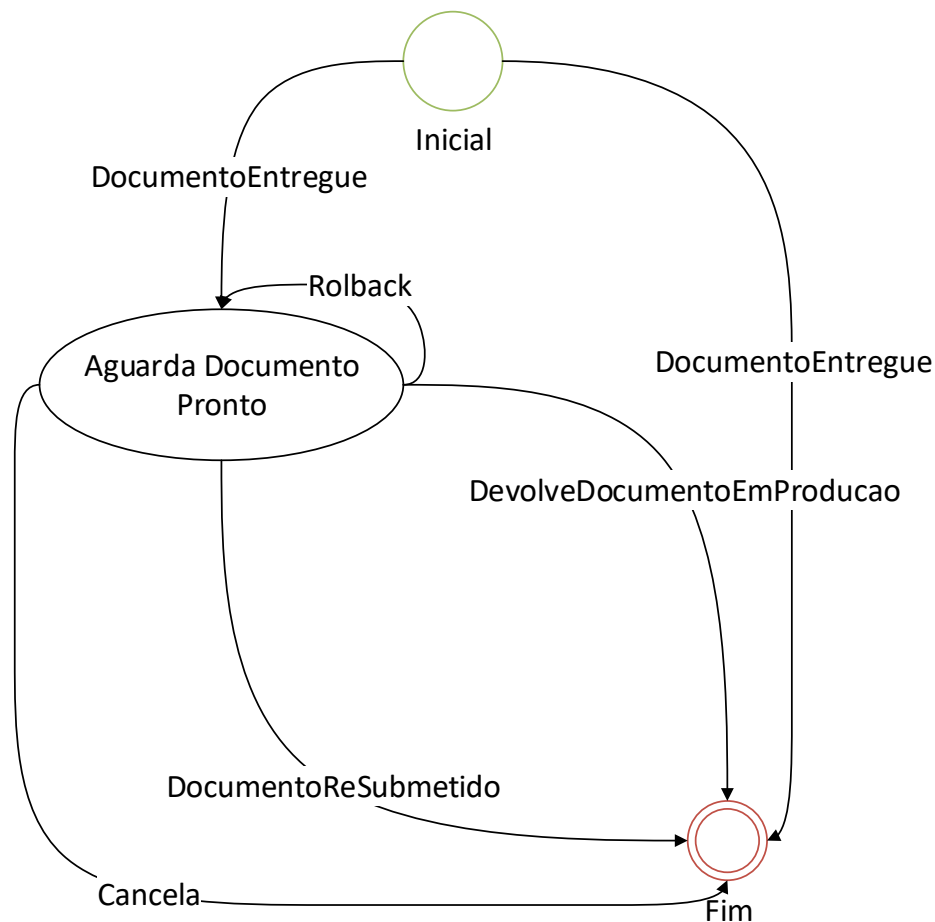 Inicial
DocumentoEntregue
Rolback
Aguarda Documento
Pronto
DocumentoEntregue
DevolveDocumentoEmProducao
DocumentoReSubmetido
Cancela
Fim